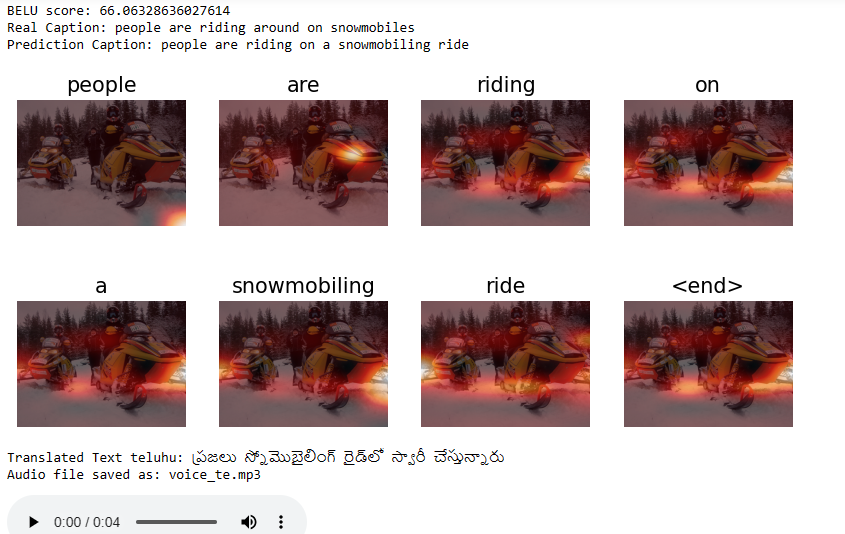 BELU score: 66.06328636027614
Real Caption: people are riding around on snowmobiles
Prediction Caption: people are riding on a snowmobiling ride
people are riding on
a snowmobiling ride <end>
Translated Text teluhu: ప్రజలు స్నోమొబైలింగ్ రైడ్‌లో స్వారీ చేస్తున్నారు
Audio file saved as: voice_te.mp3
0:00 / 0:04